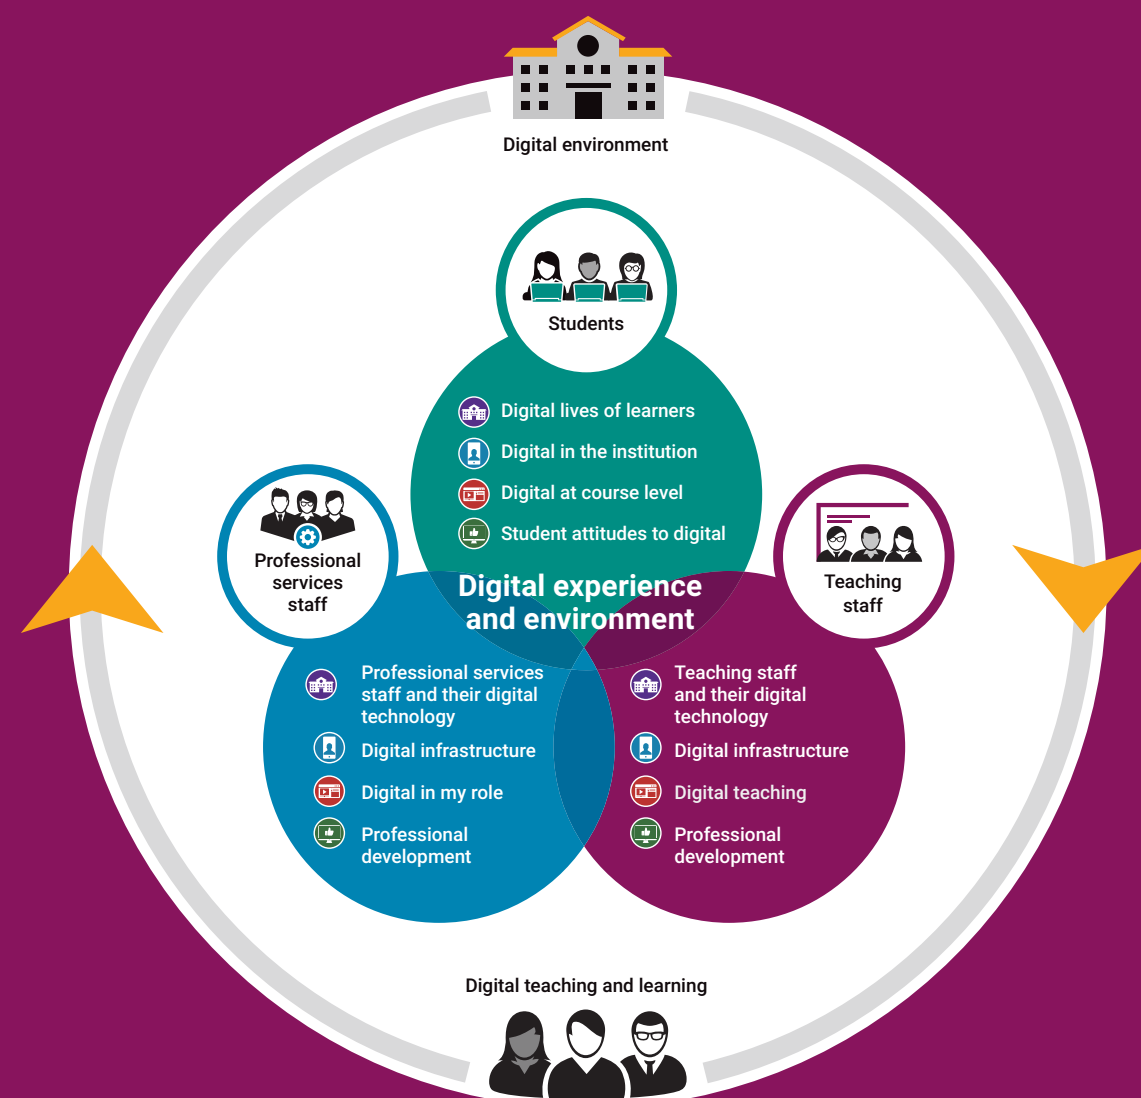 Digital environment
Students
Digital lives of learners
Digital in the institution
Digital at course level
Student attitudes to digital
Professional
services
staff
Teaching
staff
Digital experience
and environment
Professional services
staff and their digital
technology
Digital infrastructure
Digital in my role
Professional
development
Teaching staff
and their digital
technology
Digital infrastructure
Digital teaching
Professional
development
Digital teaching and learning